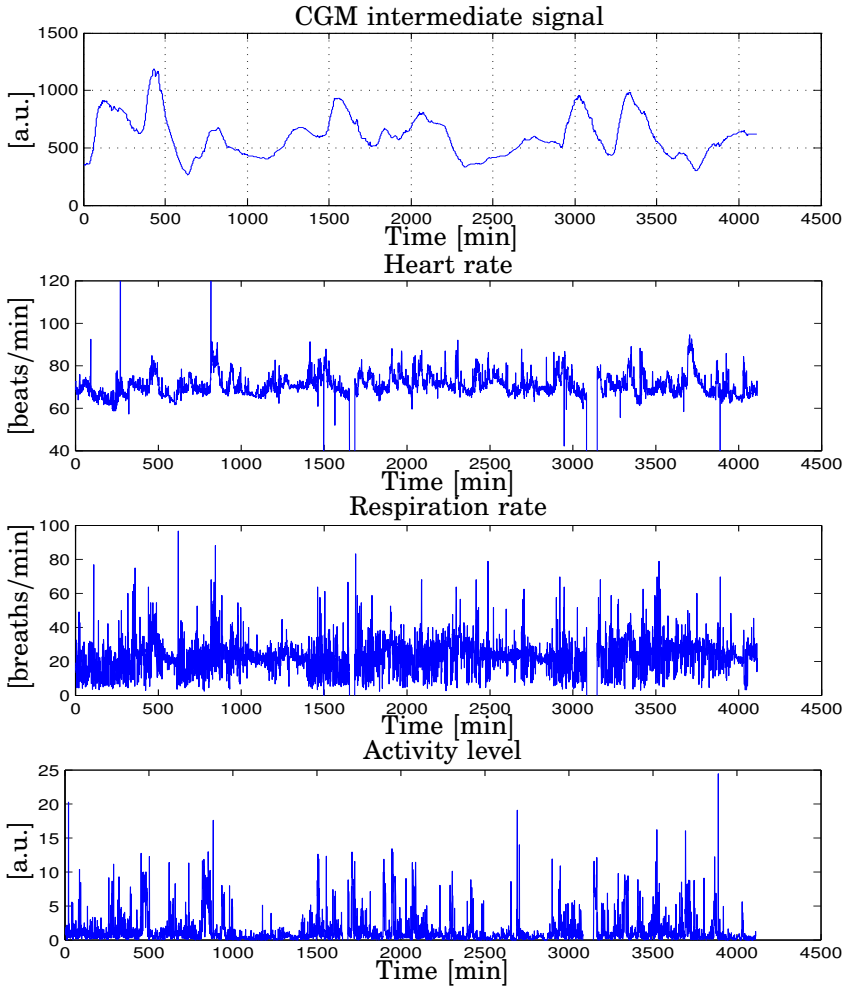 CGM intermediate signal
[a.u.]
1500
1000
500
0
0 500 1000 1500 2000 2500 3000 3500 4000 4500
Time [min]
Heart rate
[beats/min]
120
100
80
60
40
0 500 1000 1500 2000 2500 3000 3500 4000 4500
Time [min]
Respiration rate
[breaths/min]
100
80
60
40
20
0
0 500 1000 1500 2000 2500 3000 3500 4000 4500
Time [min]
Activity level
[a.u.]
25
20
15
10
5
0
0 500 1000 1500 2000 2500 3000 3500 4000 4500
Time [min]